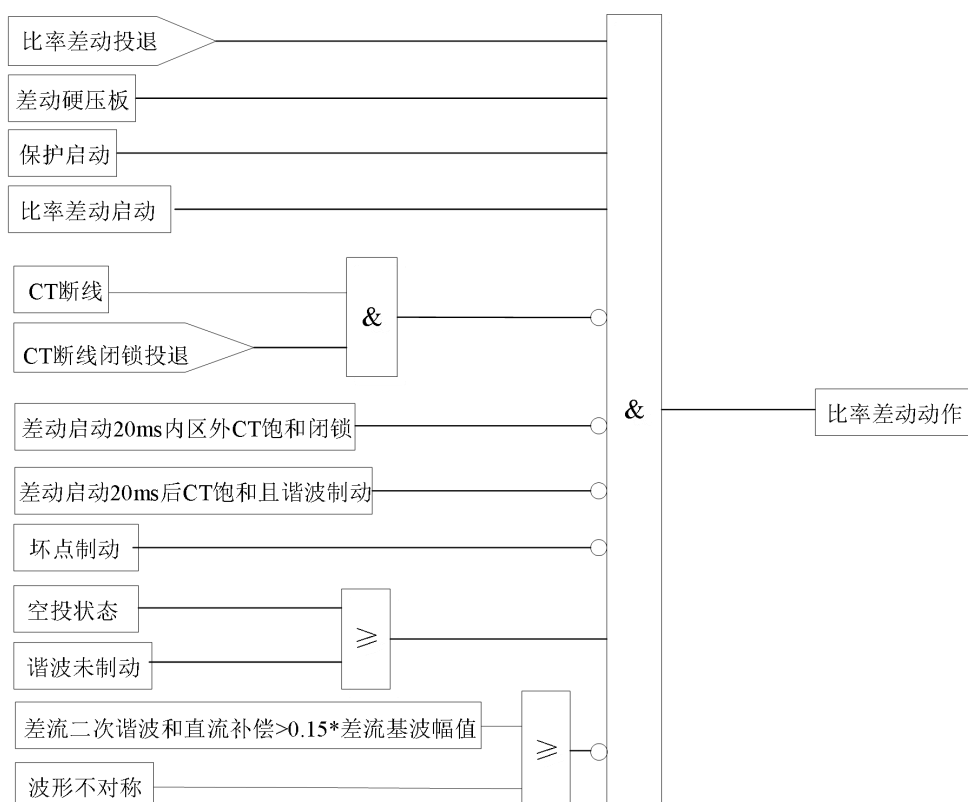 比率差动投退
差动硬压板
保护启动
比率差动启动
CT断线
&
CT断线闭锁投退
&
比率差动动作
差动启动20ms内区外CT饱和闭锁
差动启动20ms后CT饱和且谐波制动
坏点制动
空投状态
≥
谐波未制动
差流二次谐波和直流补偿>0.15*差流基波幅值
≥
波形不对称